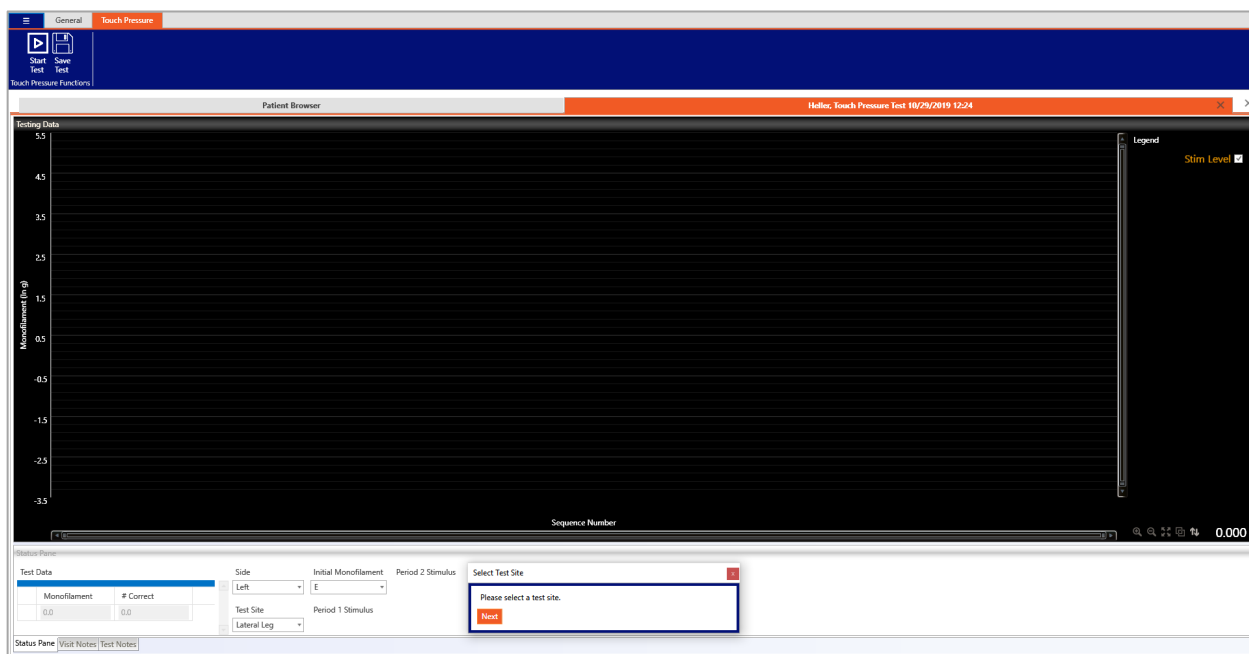 ☰ General Touch Pressure
Start Test
Save Test
Touch Pressure Functions
Patient Browser
Heller, Touch Pressure Test 10/29/2019 12:24
Testing Data
5.5
4.5
3.5
2.5
1.5
0.5
-0.5
-1.5
-2.5
-3.5
Monofilament (ln g)
Sequence Number
Legend
Stim Level
0.000
Status Pane
Test Data
Monofilament # Correct
0.0 0.0
Side
Left
Test Site
Lateral Leg
Initial Monofilament
E
Period 1 Stimulus
Period 2 Stimulus
Select Test Site
x
Please select a test site.
Next
Status Pane Visit Notes Test Notes